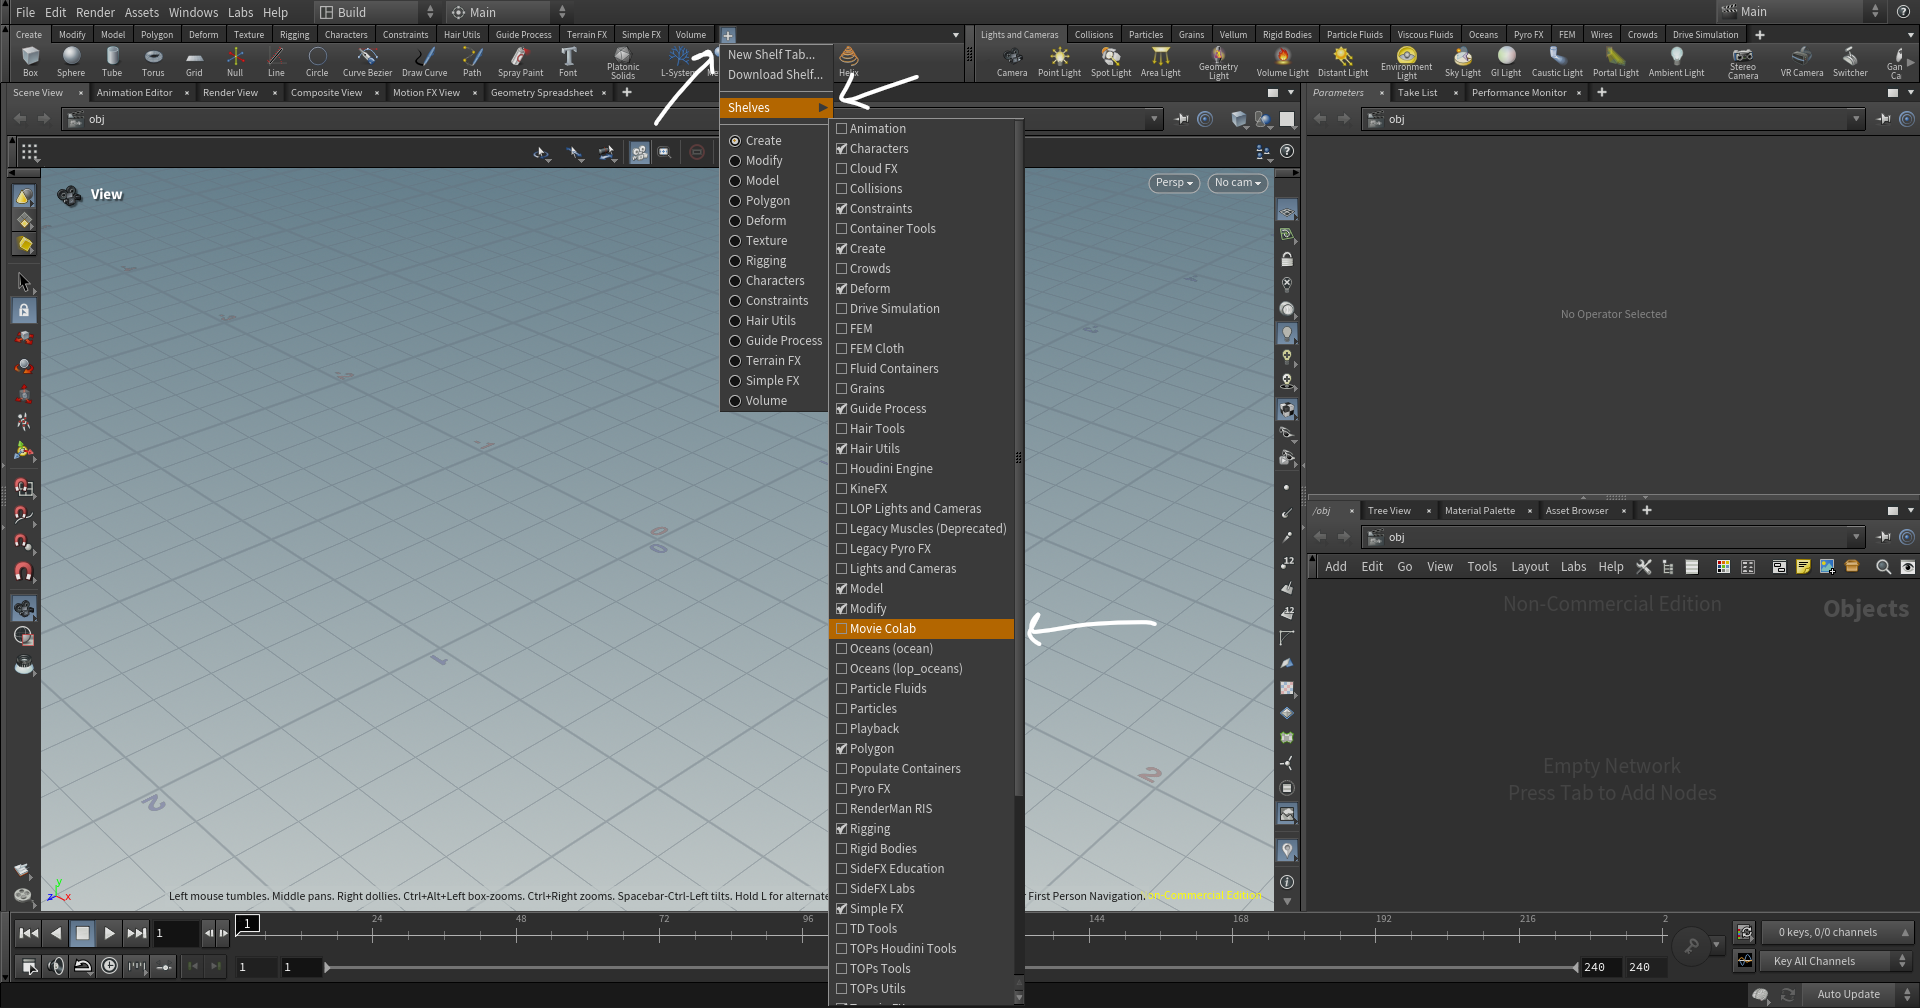 File Edit Render Assets Windows Labs Help Build Main Main
Create Modify Model Polygon Deform Texture Rigging Characters Constraints Hair Utils Guide Process Terrain FX Simple FX Volume
Lights and Cameras Collisions Particles Grains Vellum Rigid Bodies Particle Fluids Viscous Fluids Oceans Pyro FX FEM Wires Crowds Drive Simulation
Box Sphere Tube Torus Grid Null Line Circle Curve Bezier Draw Curve Path Spray Paint Font Platonic Solids L-System Helix
Camera Point Light Spot Light Area Light Geometry Light Volume Light Distant Light Environment Light Sky Light GI Light Caustic Light Portal Light Ambient Light Stereo Camera VR Camera Switcher
Scene View Animation Editor Render View Composite View Motion FX View Geometry Spreadsheet
Parameters Take List Performance Monitor
obj
obj
View
Persp No cam
New Shelf Tab...
Download Shelf...
Shelves
Create
Modify
Model
Polygon
Deform
Texture
Rigging
Characters
Constraints
Hair Utils
Guide Process
Terrain FX
Simple FX
Volume
Animation
Characters
Cloud FX
Collisions
Constraints
Container Tools
Create
Crowds
Deform
Drive Simulation
FEM
FEM Cloth
Fluid Containers
Grains
Guide Process
Hair Tools
Hair Utils
Houdini Engine
KineFX
LOP Lights and Cameras
Legacy Muscles (Deprecated)
Legacy Pyro FX
Lights and Cameras
Model
Modify
Movie Colab
Oceans (ocean)
Oceans (lop_oceans)
Particle Fluids
Particles
Playback
Polygon
Populate Containers
Pyro FX
RenderMan RIS
Rigging
Rigid Bodies
SideFX Education
SideFX Labs
Simple FX
TD Tools
TOPs Houdini Tools
TOPs Tools
TOPs Utils
No Operator Selected
/obj Tree View Material Palette Asset Browser
obj
Add Edit Go View Tools Layout Labs Help
Non-Commercial Edition
Objects
Empty Network
Press Tab to Add Nodes
Left mouse tumbles. Middle pans. Right dollies. Ctrl+Alt+Left box-zooms. Ctrl+Right zooms. Spacebar-Ctrl-Left tilts. Hold L for alternate
First Person Navigation. on-Commercial Edition
1 1 24 48 72 96 144 168 192 216 2
0 keys, 0/0 channels
1 1 240 240
Key All Channels
Auto Update